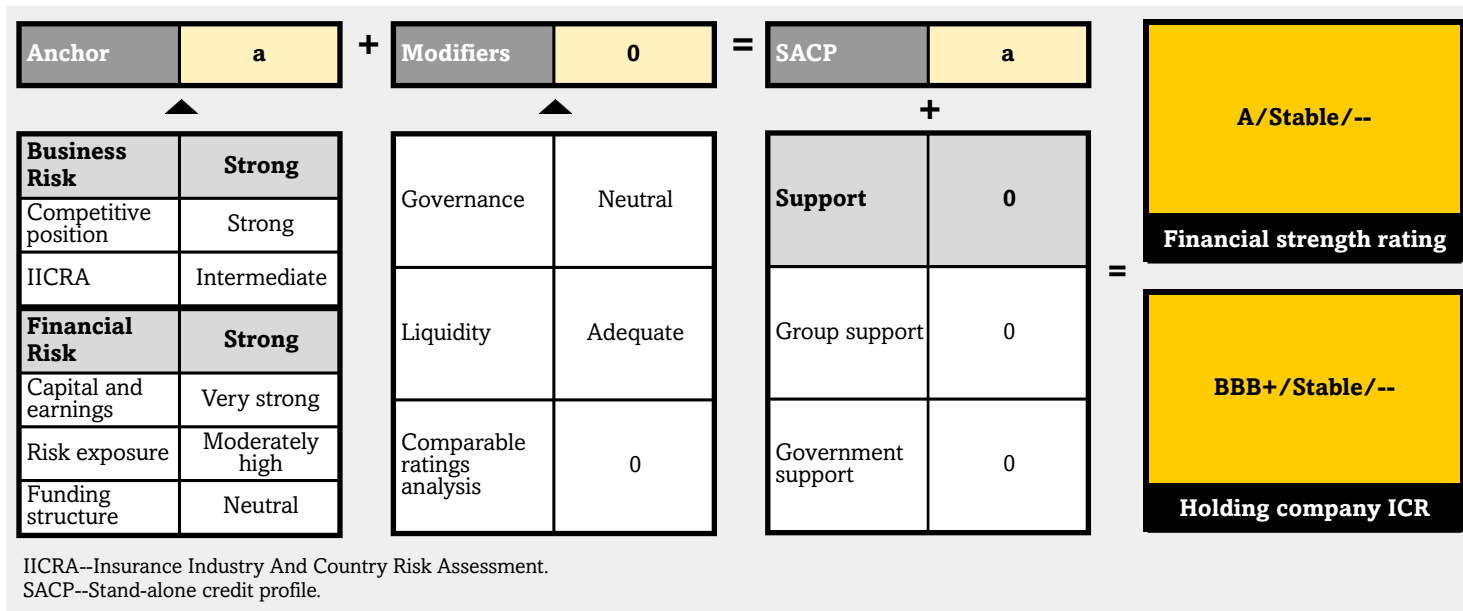 Anchor
a
+
Modifiers
0
=
SACP
a
Business
Risk
Strong
Competitive
position
Strong
IICRA
Intermediate
Financial
Risk
Strong
Capital and
earnings
Very strong
Risk exposure
Moderately
high
Funding
structure
Neutral
Governance
Neutral
Liquidity
Adequate
Comparable
ratings
analysis
0
+
Support
0
Group support
0
Government
support
0
=
A/Stable/--
Financial strength rating
BBB+/Stable/--
Holding company ICR
IICRA--Insurance Industry And Country Risk Assessment.
SACP--Stand-alone credit profile.